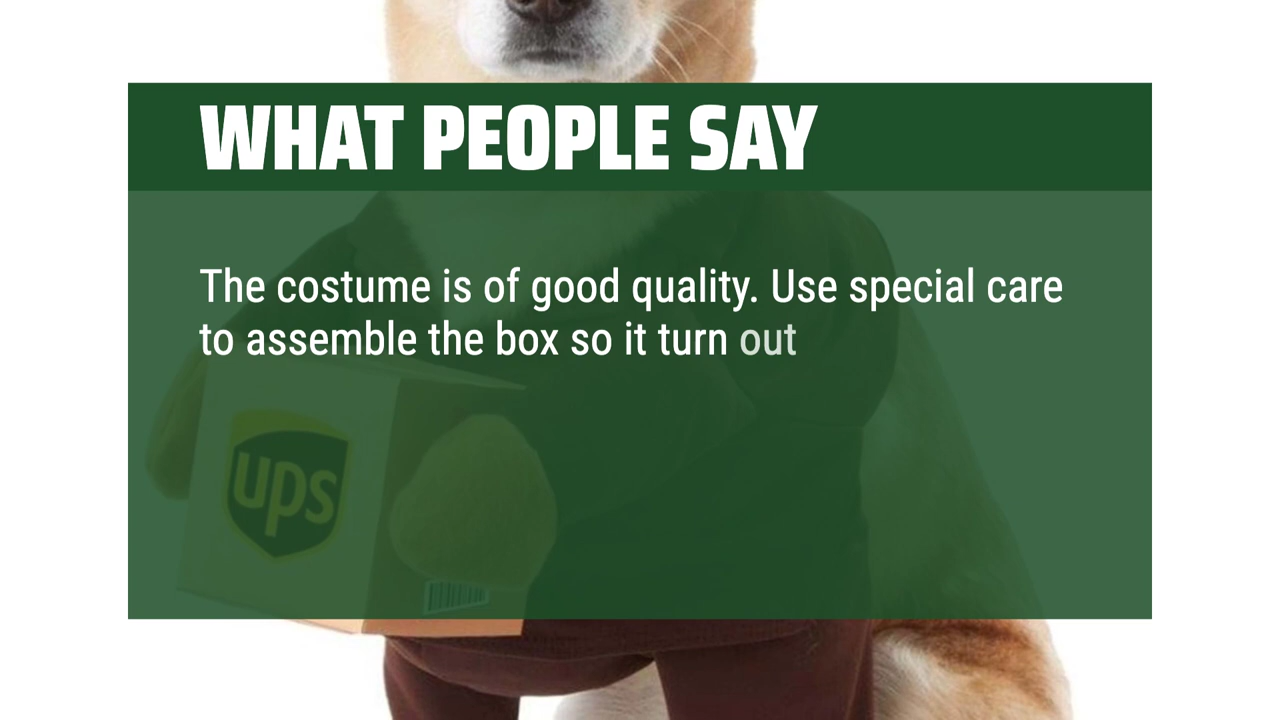 WHAT PEOPLE SAY
The costume is of good quality. Use special care
to assemble the box so it turn out
ups